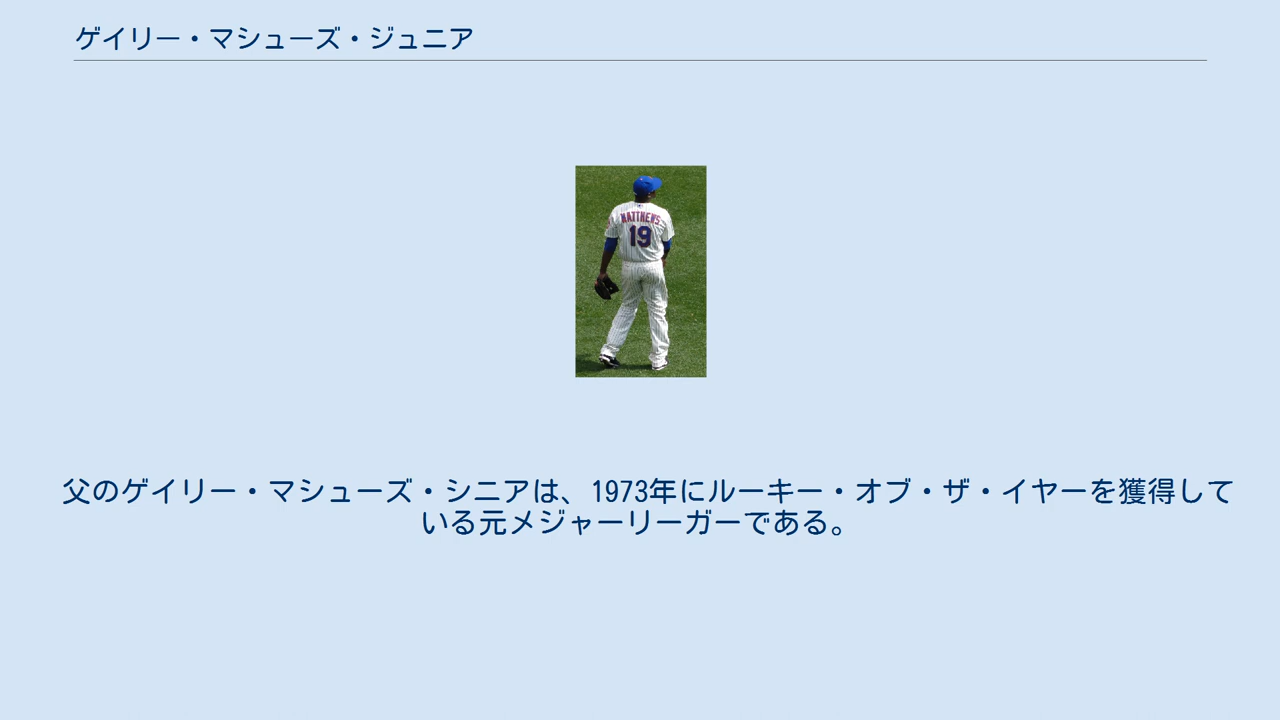 ゲイリー・マシューズ・ジュニア
MATTHEWS
19
父のゲイリー・マシューズ・シニアは、1973年にルーキー・オブ・ザ・イヤーを獲得して
いる元メジャーリーガーである。